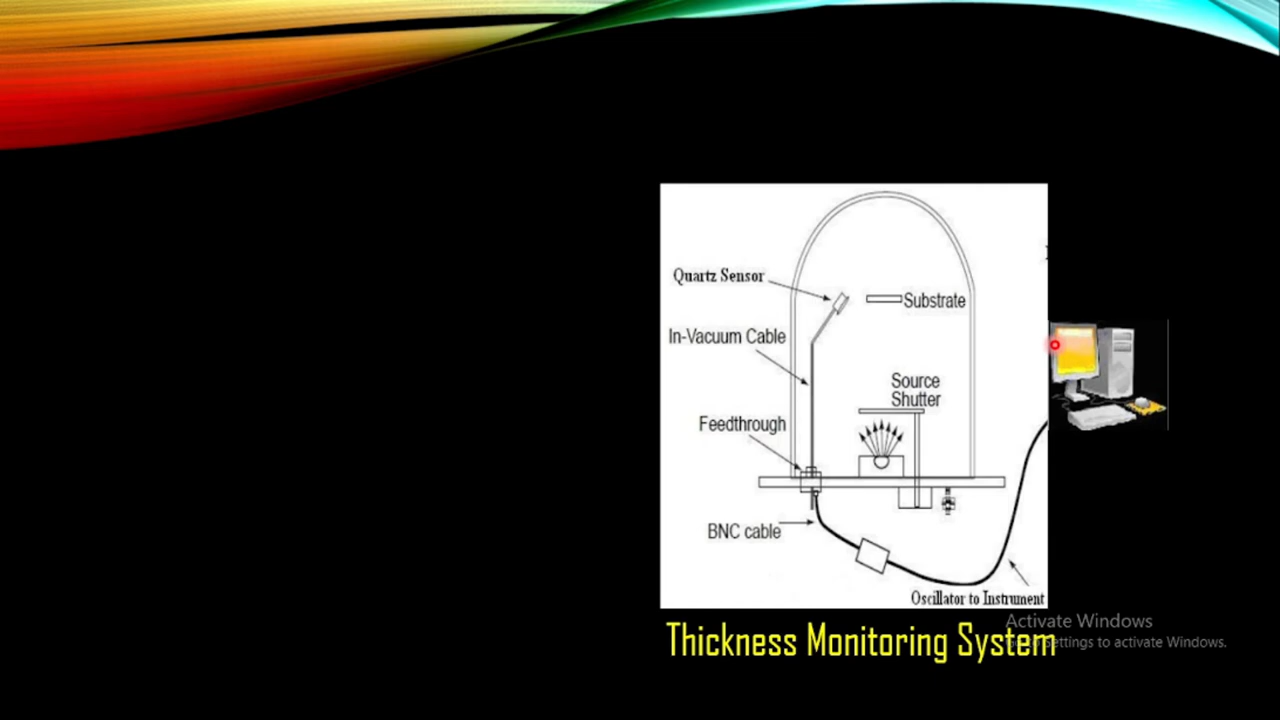 Quartz Sensor
Substrate
In-Vacuum Cable
Source
Shutter
Feedthrough
BNC cable
Oscillator to Instrument
Thickness Monitoring System
Activate Windows
Settings to activate Windows.